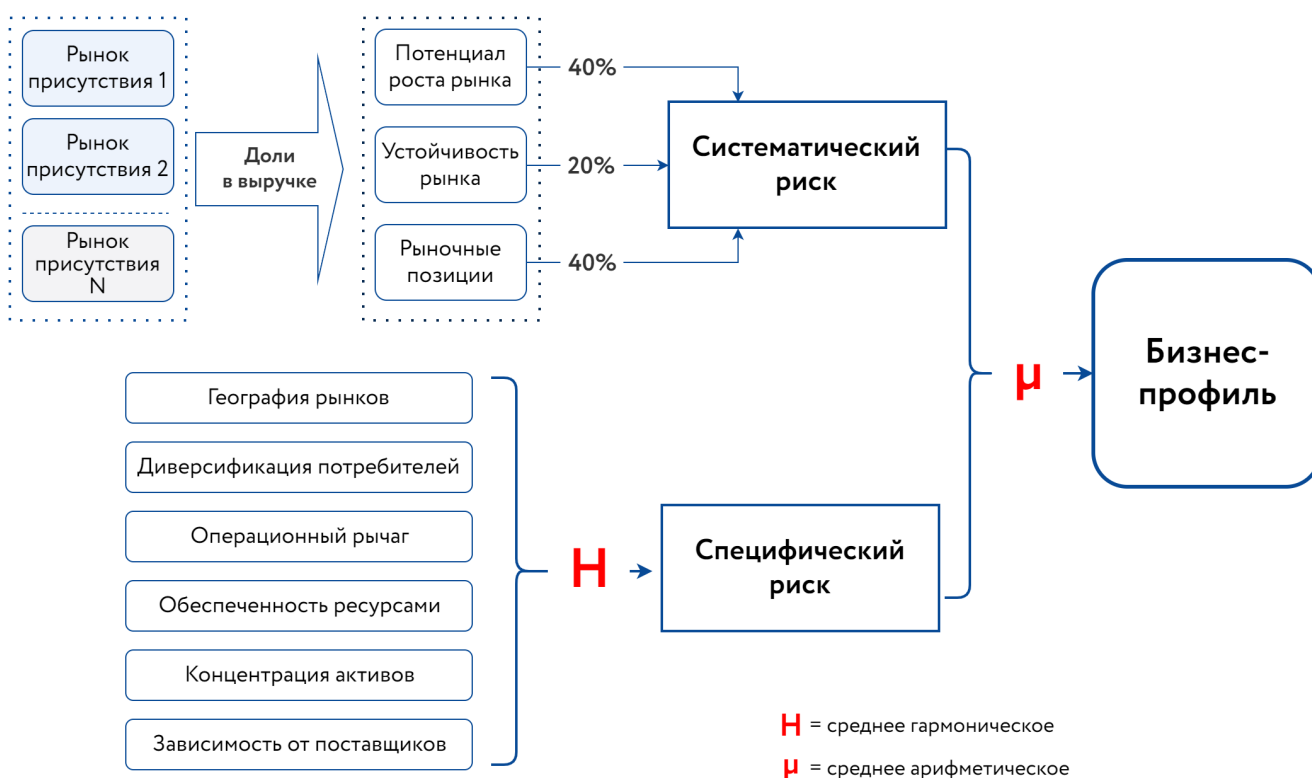 Рынок
присутствия 1
Рынок
присутствия 2
Рынок
присутствия
N
Доли
в выручке
Потенциал
роста рынка
Устойчивость
рынка
Рыночные
позиции
40%
20%
40%
Систематический
риск
География рынков
Диверсификация потребителей
Операционный рычаг
Обеспеченность ресурсами
Концентрация активов
Зависимость от поставщиков
H
Специфический
риск
μ
Бизнес-
профиль
H = среднее гармоническое
μ = среднее арифметическое